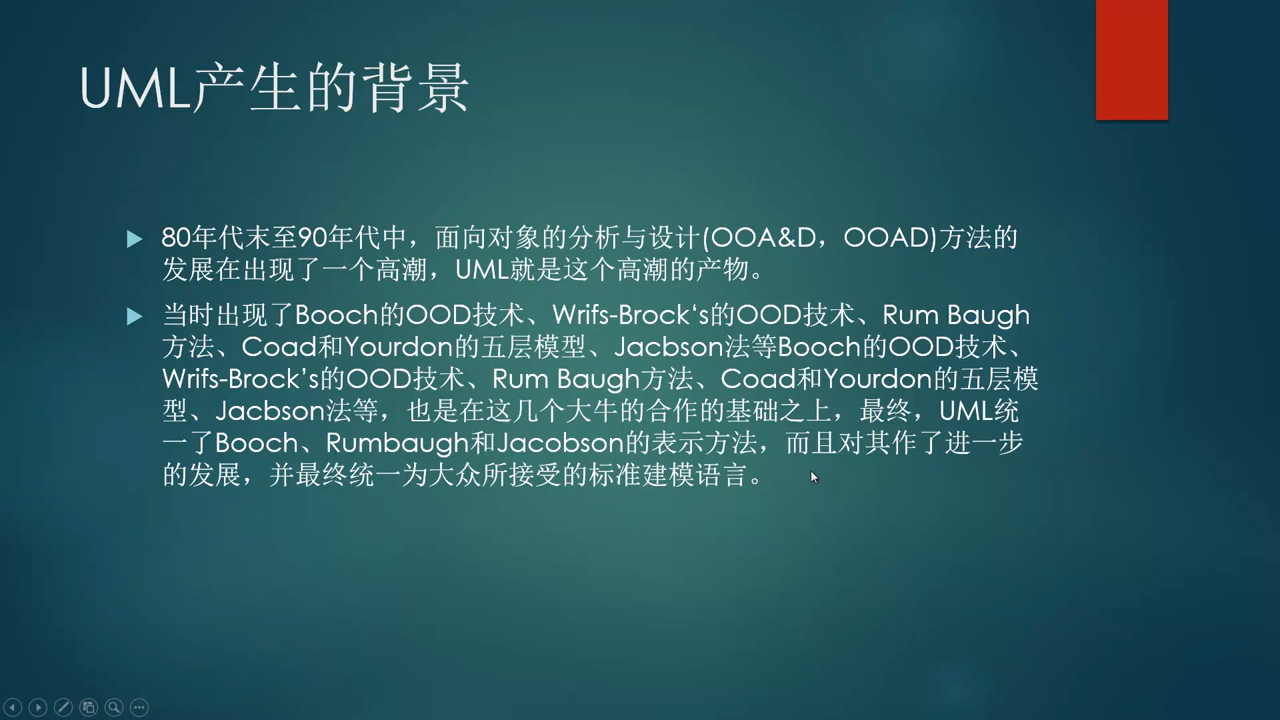 UML产生的背景
80年代末至90年代中，面向对象的分析与设计(OOA&D，OOAD)方法的
发展在出现了一个高潮，UML就是这个高潮的产物。
当时出现了Booch的OOD技术、Wrifs-Brock‘s的OOD技术、Rum Baugh
方法、Coad和Yourdon的五层模型、Jacbson法等Booch的OOD技术、
Wrifs-Brock’s的OOD技术、Rum Baugh方法、Coad和Yourdon的五层模
型、Jacbson法等，也是在这几个大牛的合作的基础之上，最终，UML统
一了Booch、Rumbaugh和Jacobson的表示方法，而且对其作了进一步
的发展，并最终统一为大众所接受的标准建模语言。